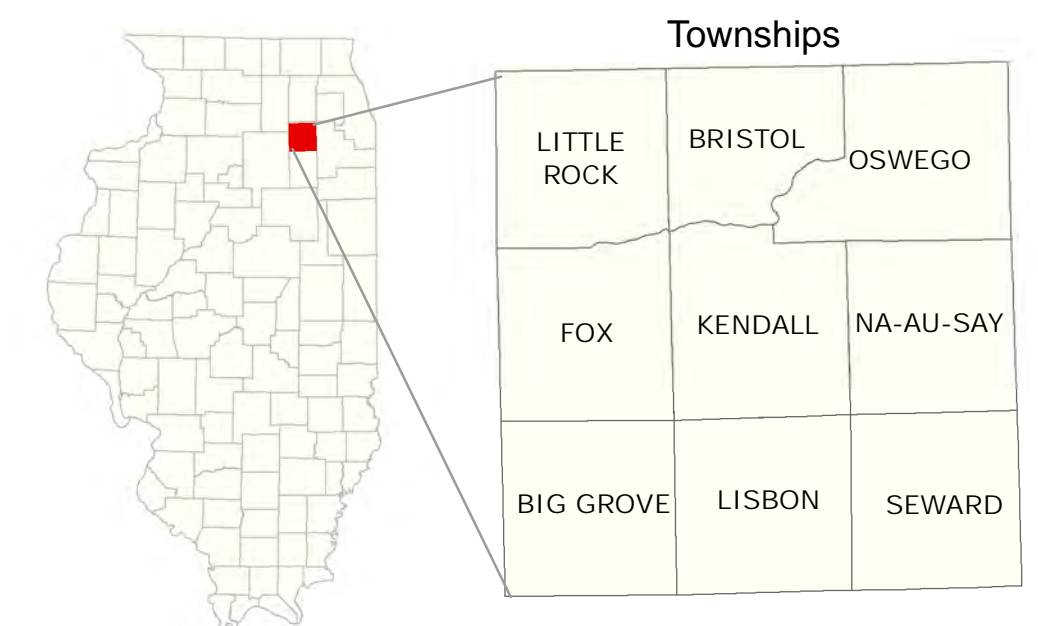 Townships
LITTLE
ROCK
BRISTOL
OSWEGO
FOX
KENDALL
NA-AU-SAY
BIG GROVE
LISBON
SEWARD